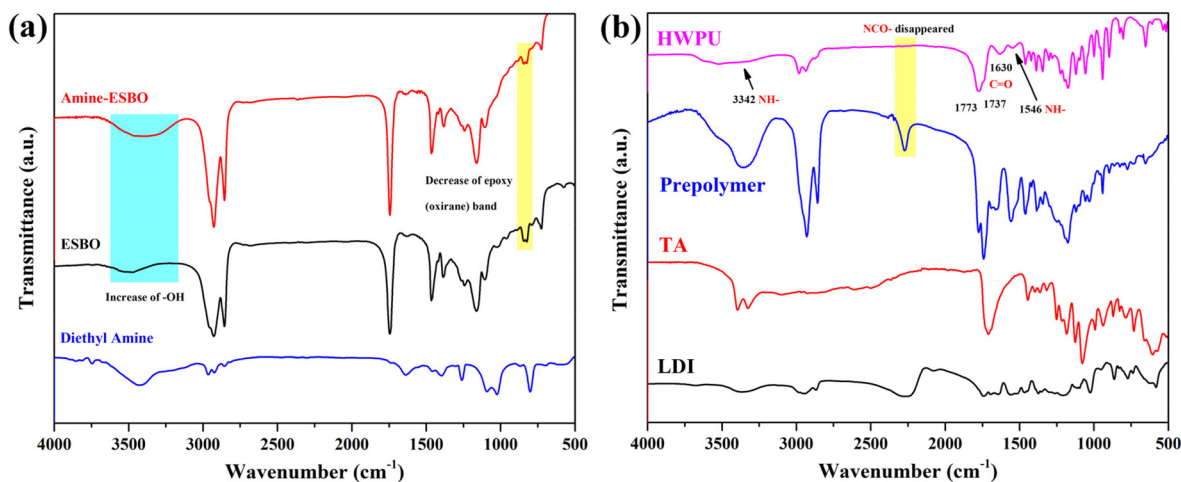 (a)
Transmittance (a.u.)
Amine-ESBO
Decrease of epoxy
(oxirane) band
ESBO
Increase of -OH
Diethyl Amine
4000 3500 3000 2500 2000 1500 1000 500
Wavenumber (cm⁻¹)
(b)
Transmittance (a.u.)
NCO- disappeared
HWPU
1630
C=O
3342 NH-
1773 1737 1546 NH-
Prepolymer
TA
LDI
4000 3500 3000 2500 2000 1500 1000 500
Wavenumber (cm⁻¹)